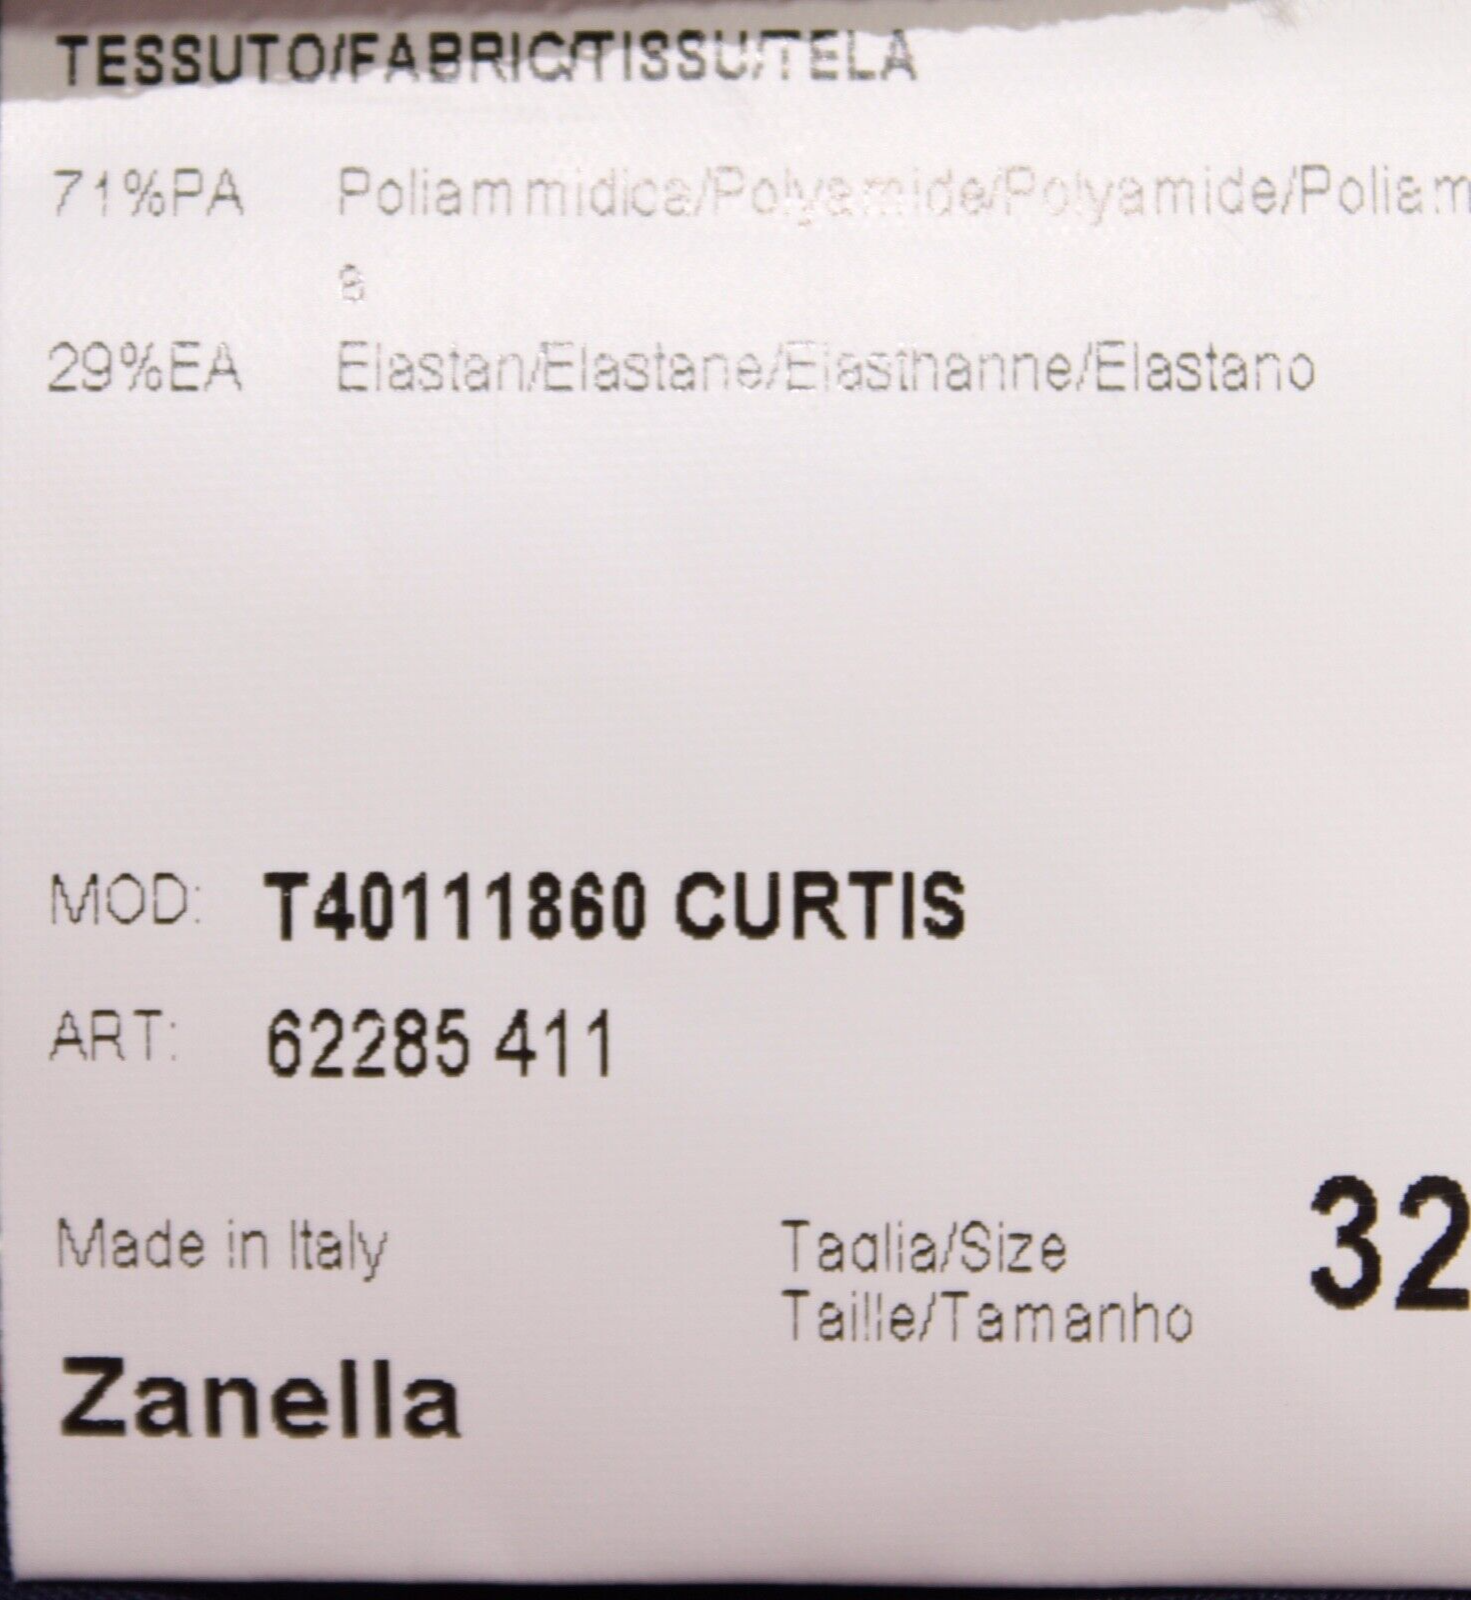 TESSUTO/FABRIC/TISSU/TELA
71%PA Poliammidica/Polyamide/Polyamide/Poliam
a
29%EA Elastan/Elastane/Elasthanne/Elastano
MOD: T40111860 CURTIS
ART: 62285 411
Made in Italy
Taglia/Size 32
Taille/Tamanho
Zanella